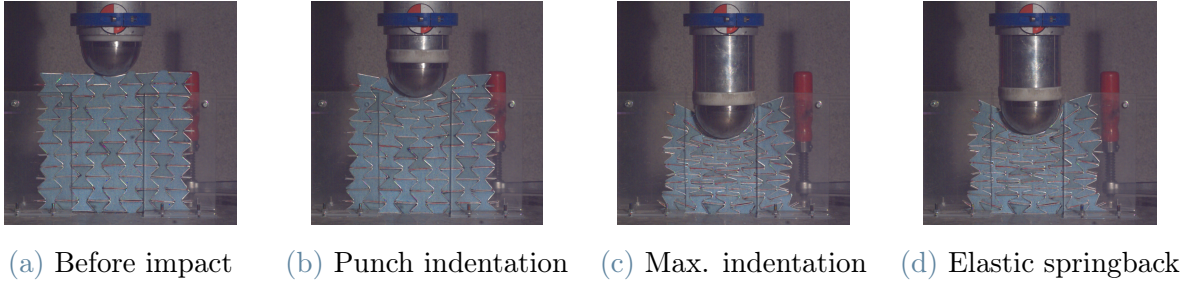 (a) Before impact
(b) Punch indentation
(c) Max. indentation
(d) Elastic springback